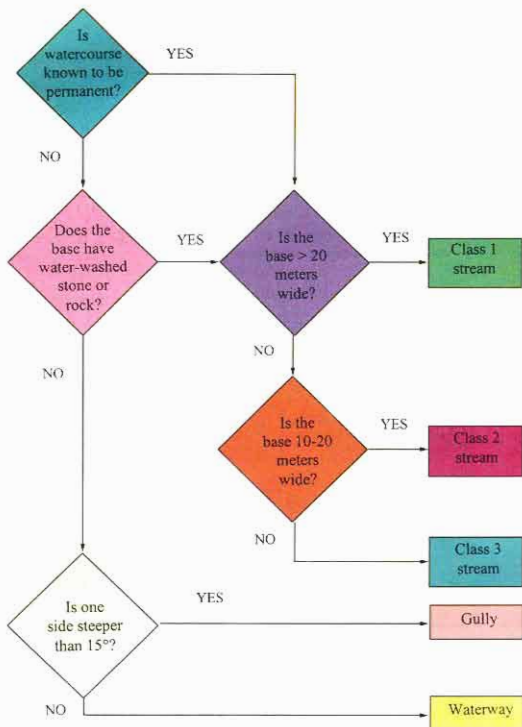 Is
watercourse
known to be
permanent?
YES
NO
Does the
base have
water-washed
stone or
rock?
YES
Is the
base > 20
meters
wide?
YES
Class 1
stream
NO
NO
Is the
base 10-20
meters
wide?
YES
Class 2
stream
NO
Class 3
stream
Is one
side steeper
than 15°?
YES
Gully
NO
Waterway